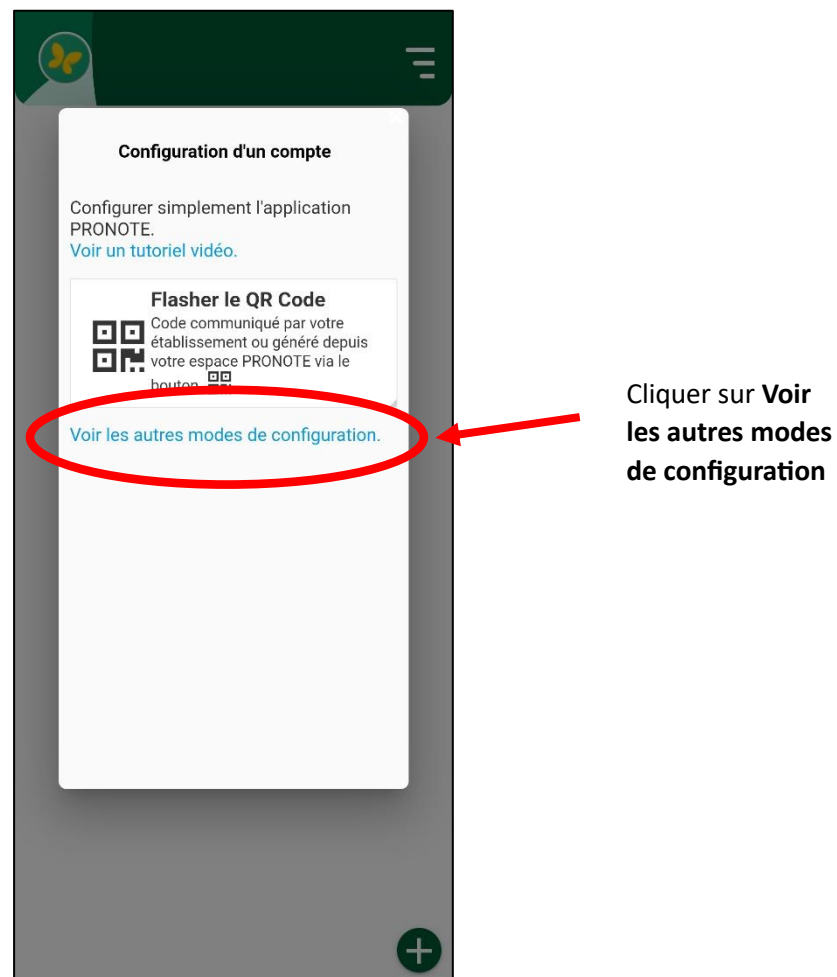 Configuration d'un compte
Configurer simplement l'application
PRONOTE.
Voir un tutoriel vidéo.
Flasher le QR Code
Code communiqué par votre
établissement ou généré depuis
votre espace PRONOTE via le
bouton
Voir les autres modes de configuration.
Cliquer sur Voir
les autres modes
de configuration